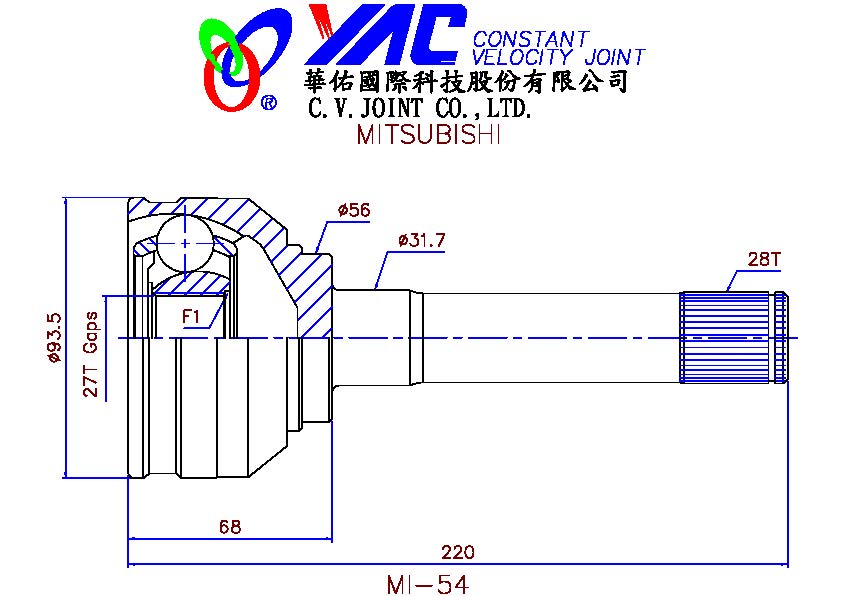 YAC CONSTANT
VELOCITY JOINT
®
華佑國際科技股份有限公司
C.V.JOINT CO.,LTD.
MITSUBISHI
ø56
ø31.7
28T
F1
ø93.5
27T Gaps
68
220
MI-54